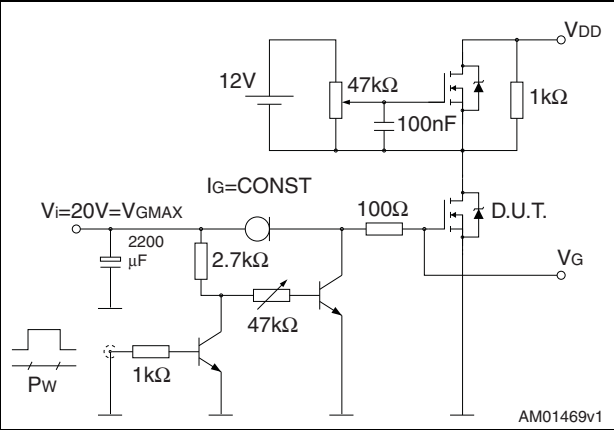 VDD
12V
47kΩ
1kΩ
100nF
IG=CONST
Vi=20V=VGMAX
100Ω
D.U.T.
2200
μF
2.7kΩ
VG
47kΩ
1kΩ
PW
AM01469v1